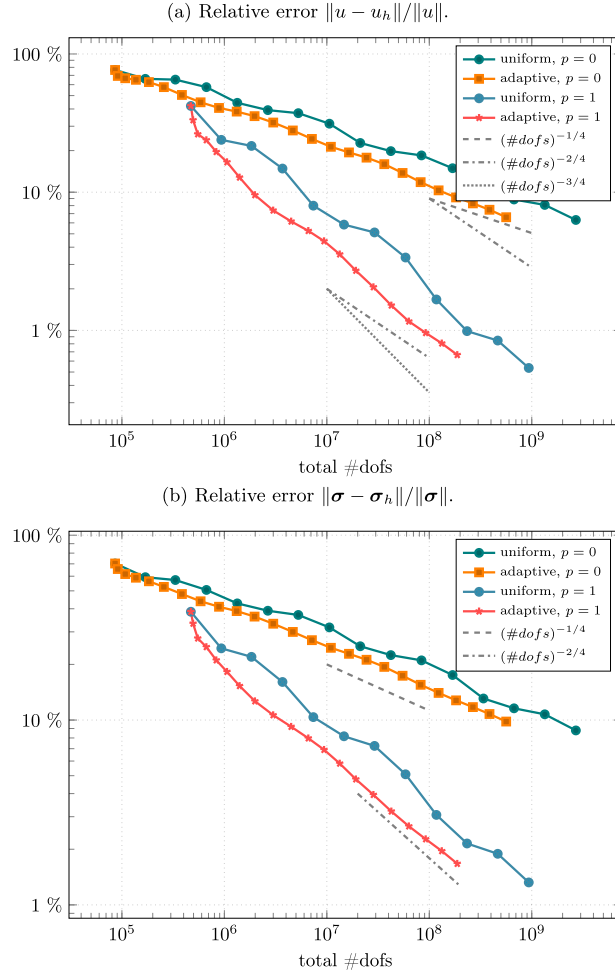 (a) Relative error ‖u − u_h‖/‖u‖.
100 %
10 %
1 %
uniform, p = 0
adaptive, p = 0
uniform, p = 1
adaptive, p = 1
(#dofs)^{−1/4}
(#dofs)^{−2/4}
(#dofs)^{−3/4}
10^5 10^6 10^7 10^8 10^9
total #dofs
(b) Relative error ‖σ − σ_h‖/‖σ‖.
100 %
10 %
1 %
uniform, p = 0
adaptive, p = 0
uniform, p = 1
adaptive, p = 1
(#dofs)^{−1/4}
(#dofs)^{−2/4}
10^5 10^6 10^7 10^8 10^9
total #dofs